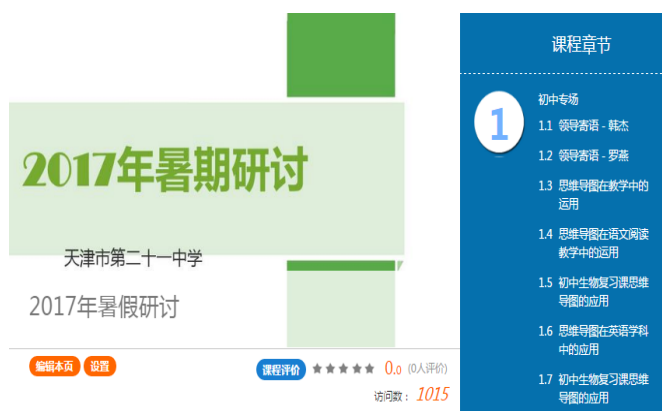 2017年暑期研讨
天津市第二十一中学
2017年暑假研讨
编辑本页 设置
课程评价 0.0 (0人评价)
访问数： 1015
课程章节
1
初中专场
1.1 领导寄语 - 韩杰
1.2 领导寄语 - 罗燕
1.3 思维导图在教学中的
运用
1.4 思维导图在语文阅读
教学中的运用
1.5 初中生物复习课思维
导图的应用
1.6 思维导图在英语学科
中的应用
1.7 初中生物复习课思维
导图的应用